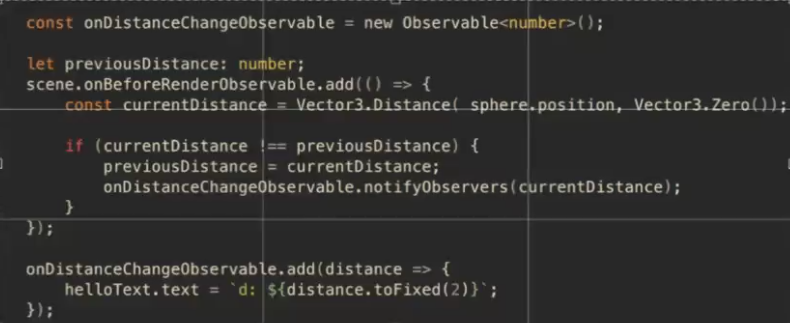 const onDistanceChangeObservable = new Observable<number>();
let previousDistance: number;
scene.onBeforeRenderObservable.add(() => {
const currentDistance = Vector3.Distance( sphere.position, Vector3.Zero());
if (currentDistance !== previousDistance) {
previousDistance = currentDistance;
onDistanceChangeObservable.notifyObservers(currentDistance);
}
});
onDistanceChangeObservable.add(distance => {
helloText.text = `d: ${distance.toFixed(2)}`;
});